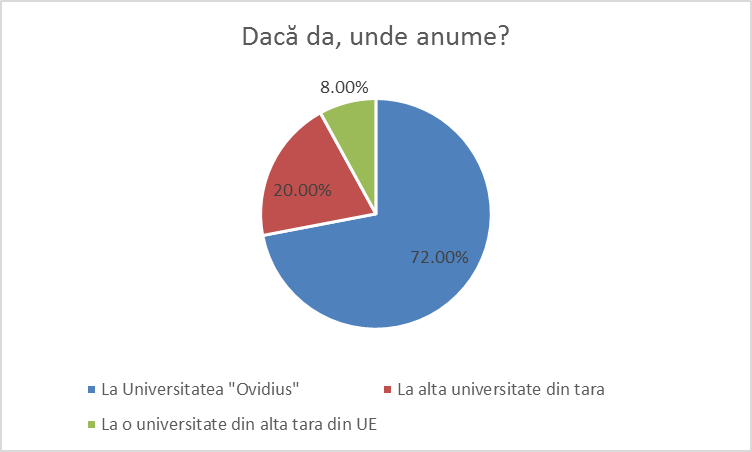 Dacă da, unde anume?
8.00%
20.00%
72.00%
La Universitatea "Ovidius"
La alta universitate din tara
La o universitate din alta tara din UE